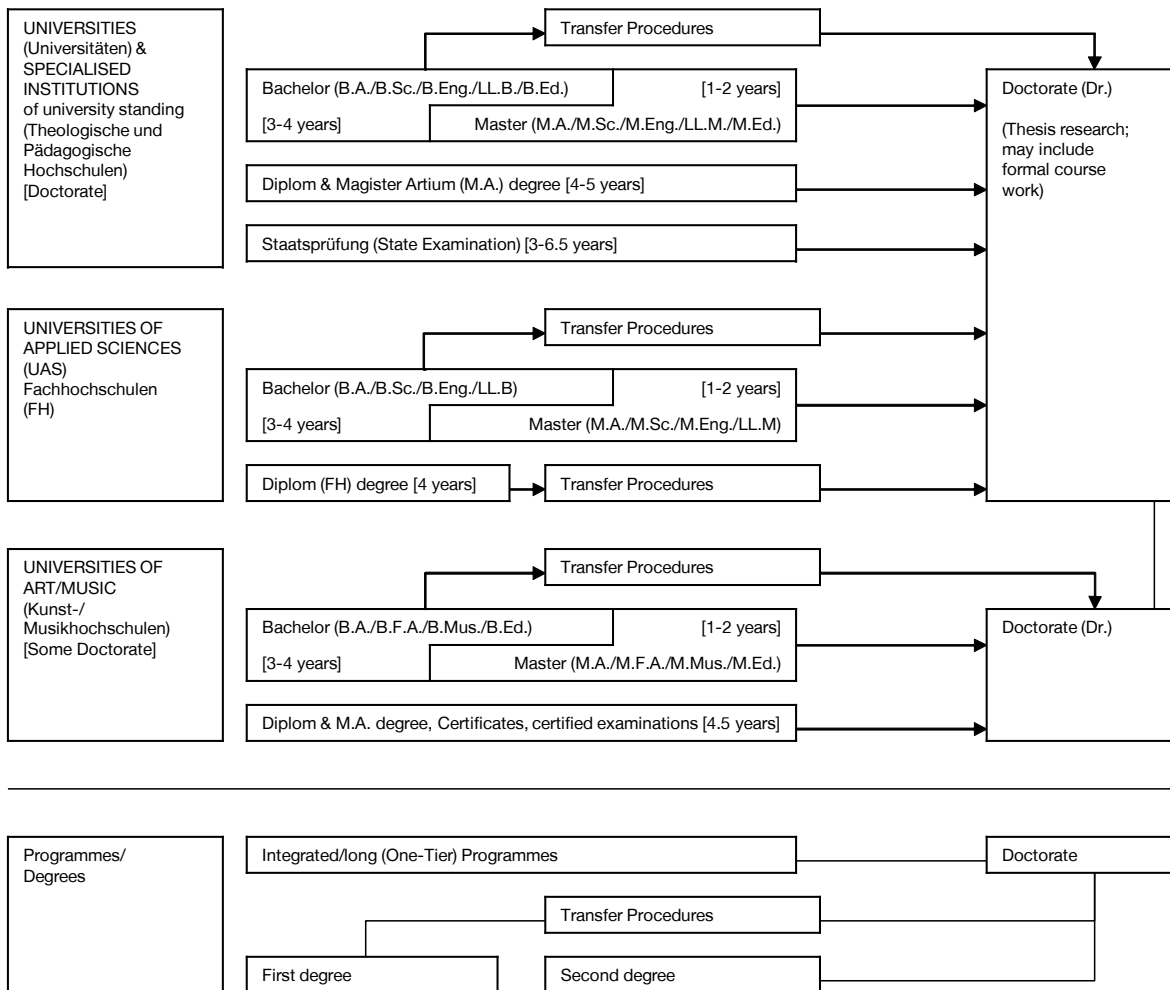 UNIVERSITIES
(Universitäten) &
SPECIALISED
INSTITUTIONS
of university standing
(Theologische und
Pädagogische
Hochschulen)
[Doctorate]
Transfer Procedures
Bachelor (B.A./B.Sc./B.Eng./LL.B./B.Ed.)
[1-2 years]
[3-4 years]
Master (M.A./M.Sc./M.Eng./LL.M./M.Ed.)
Diplom & Magister Artium (M.A.) degree [4-5 years]
Staatsprüfung (State Examination) [3-6.5 years]
Doctorate (Dr.)
(Thesis research;
may include
formal course
work)
UNIVERSITIES OF
APPLIED SCIENCES
(UAS)
Fachhochschulen
(FH)
Transfer Procedures
Bachelor (B.A./B.Sc./B.Eng./LL.B)
[1-2 years]
[3-4 years]
Master (M.A./M.Sc./M.Eng./LL.M)
Diplom (FH) degree [4 years]
Transfer Procedures
UNIVERSITIES OF
ART/MUSIC
(Kunst-/
Musikhochschulen)
[Some Doctorate]
Transfer Procedures
Bachelor (B.A./B.F.A./B.Mus./B.Ed.)
[1-2 years]
[3-4 years]
Master (M.A./M.F.A./M.Mus./M.Ed.)
Diplom & M.A. degree, Certificates, certified examinations [4.5 years]
Doctorate (Dr.)
Programmes/
Degrees
Integrated/long (One-Tier) Programmes
Doctorate
Transfer Procedures
First degree
Second degree